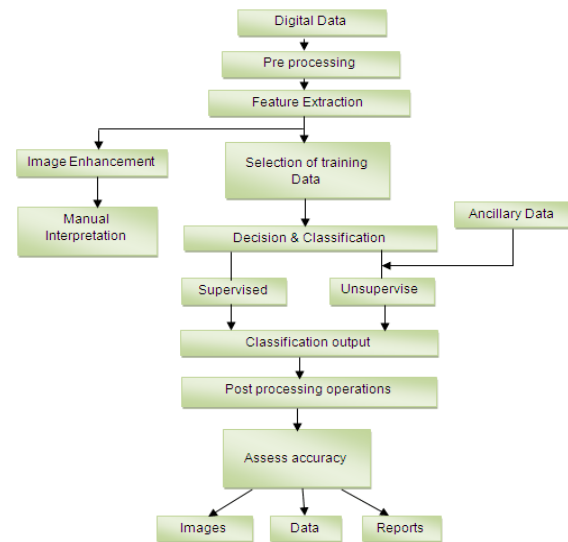 Digital Data
Pre processing
Feature Extraction
Image Enhancement
Selection of training
Data
Manual
Interpretation
Ancillary Data
Decision & Classification
Supervised
Unsupervise
Classification output
Post processing operations
Assess accuracy
Images
Data
Reports